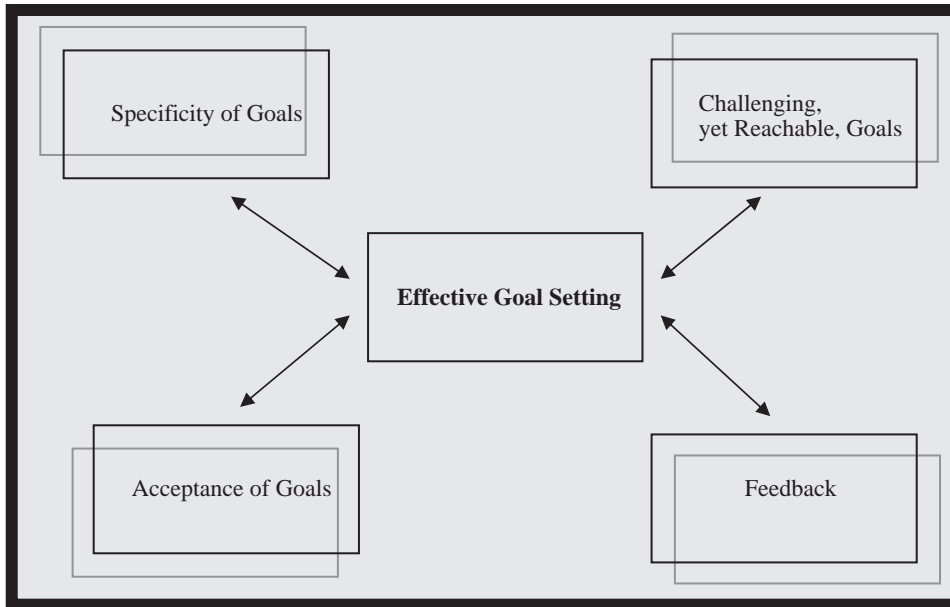 Specificity of Goals
Challenging,
yet Reachable, Goals
Effective Goal Setting
Acceptance of Goals
Feedback